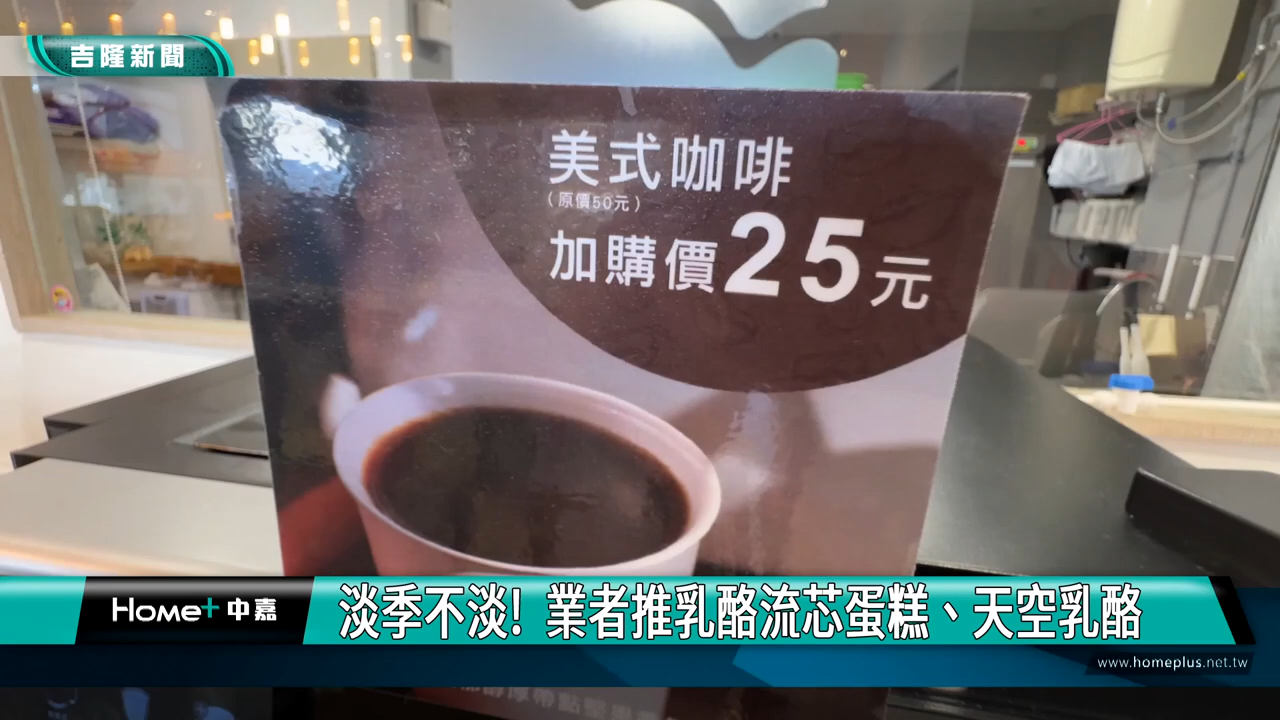 吉隆新聞
美式咖啡
(原價50元)
加購價25元
Home+中嘉
淡季不淡! 業者推乳酪流芯蛋糕、天空乳酪
www.homeplus.net.tw